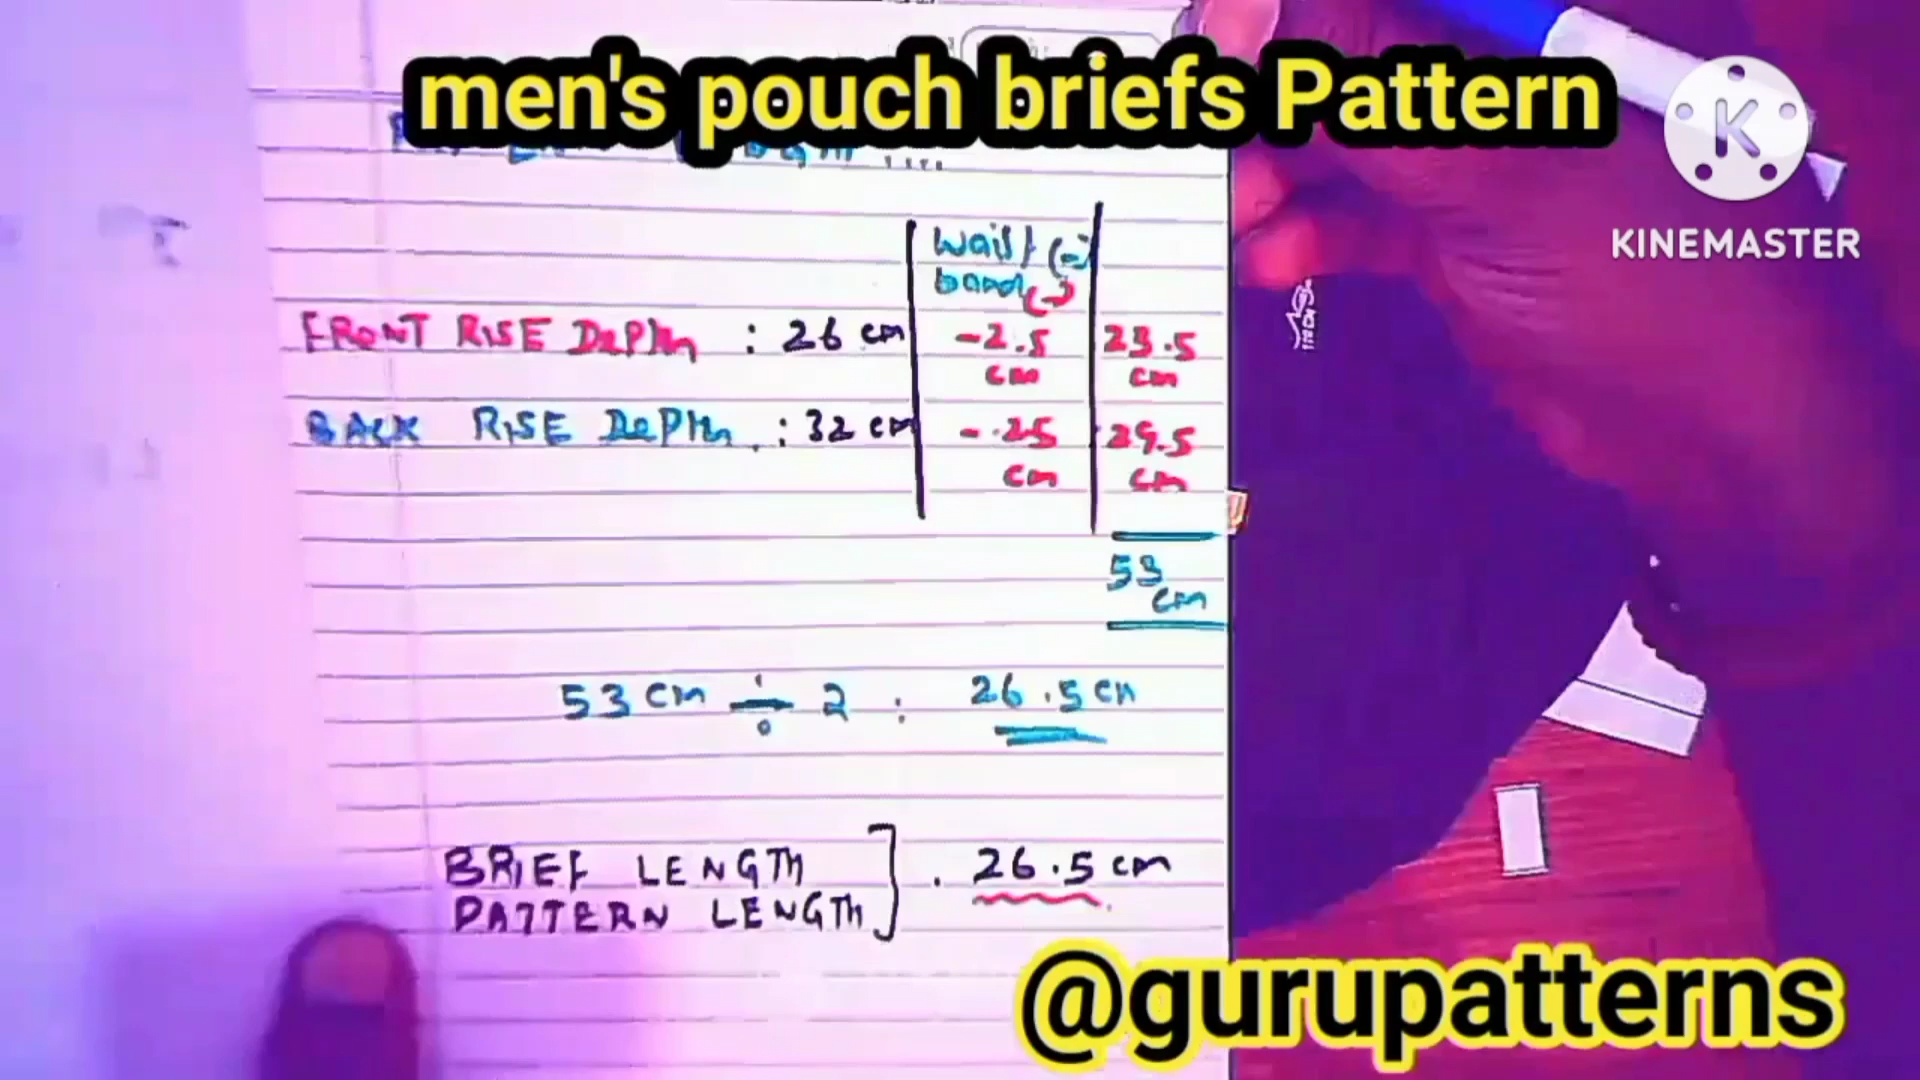 men's pouch briefs Pattern
KINEMASTER
Waist (-)
band (-)
FRONT RISE DEPTH : 26 cm -2.5 cm 23.5 cm
BACK RISE DEPTH : 32 cm -.25 cm 29.5 cm
53 cm
53 cm ÷ 2 : 26.5 cm
BRIEF LENGTH
PATTERN LENGTH ] . 26.5 cm
@gurupatterns